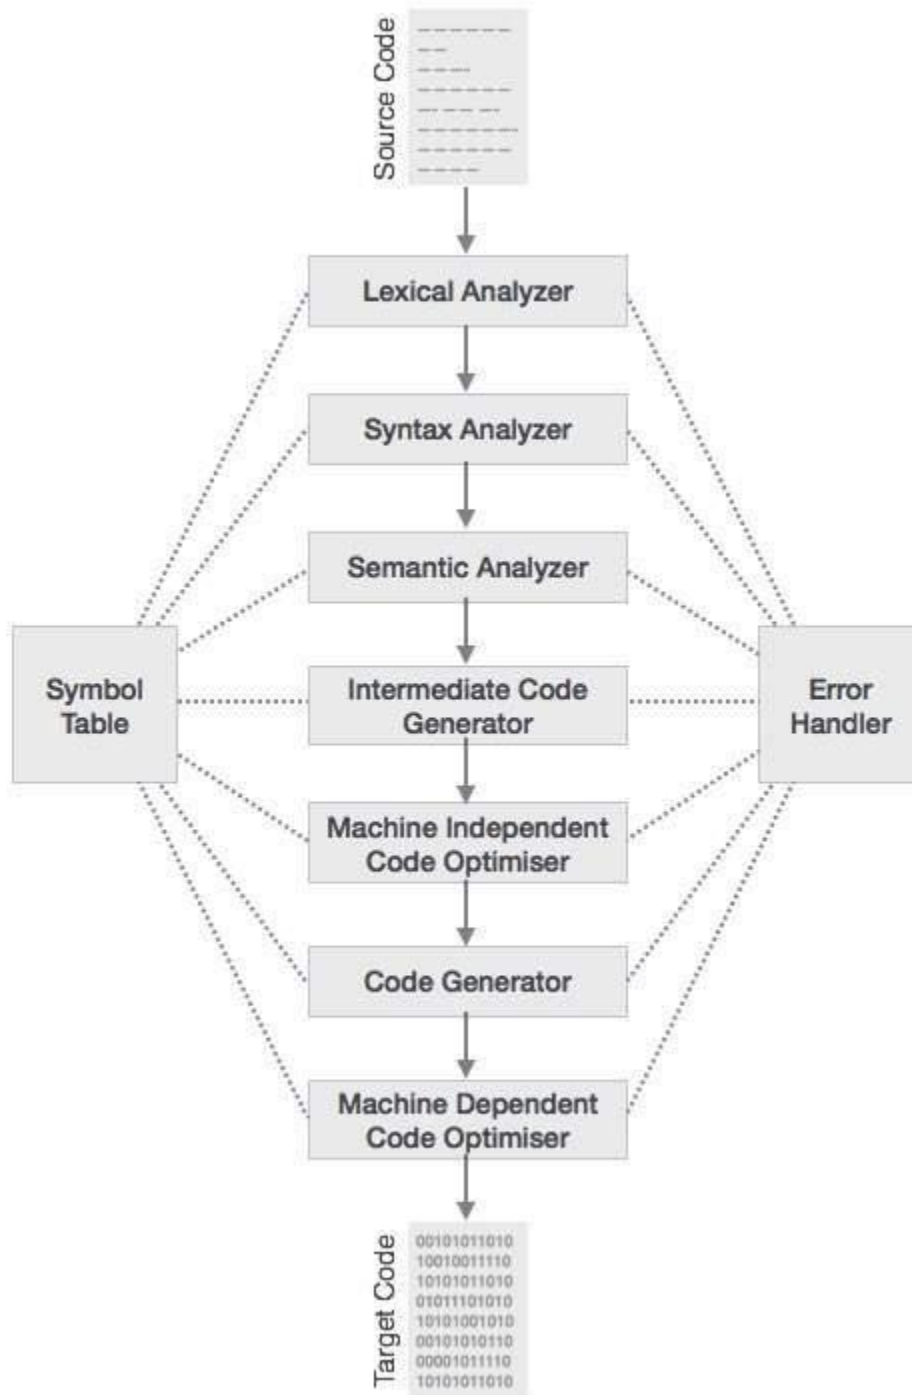 Source Code
Lexical Analyzer
Syntax Analyzer
Semantic Analyzer
Symbol
Table
Intermediate Code
Generator
Error
Handler
Machine Independent
Code Optimiser
Code Generator
Machine Dependent
Code Optimiser
Target Code
00101011010
10010011110
10101011010
01011101010
10101001010
00101010110
00001011110
10101011010